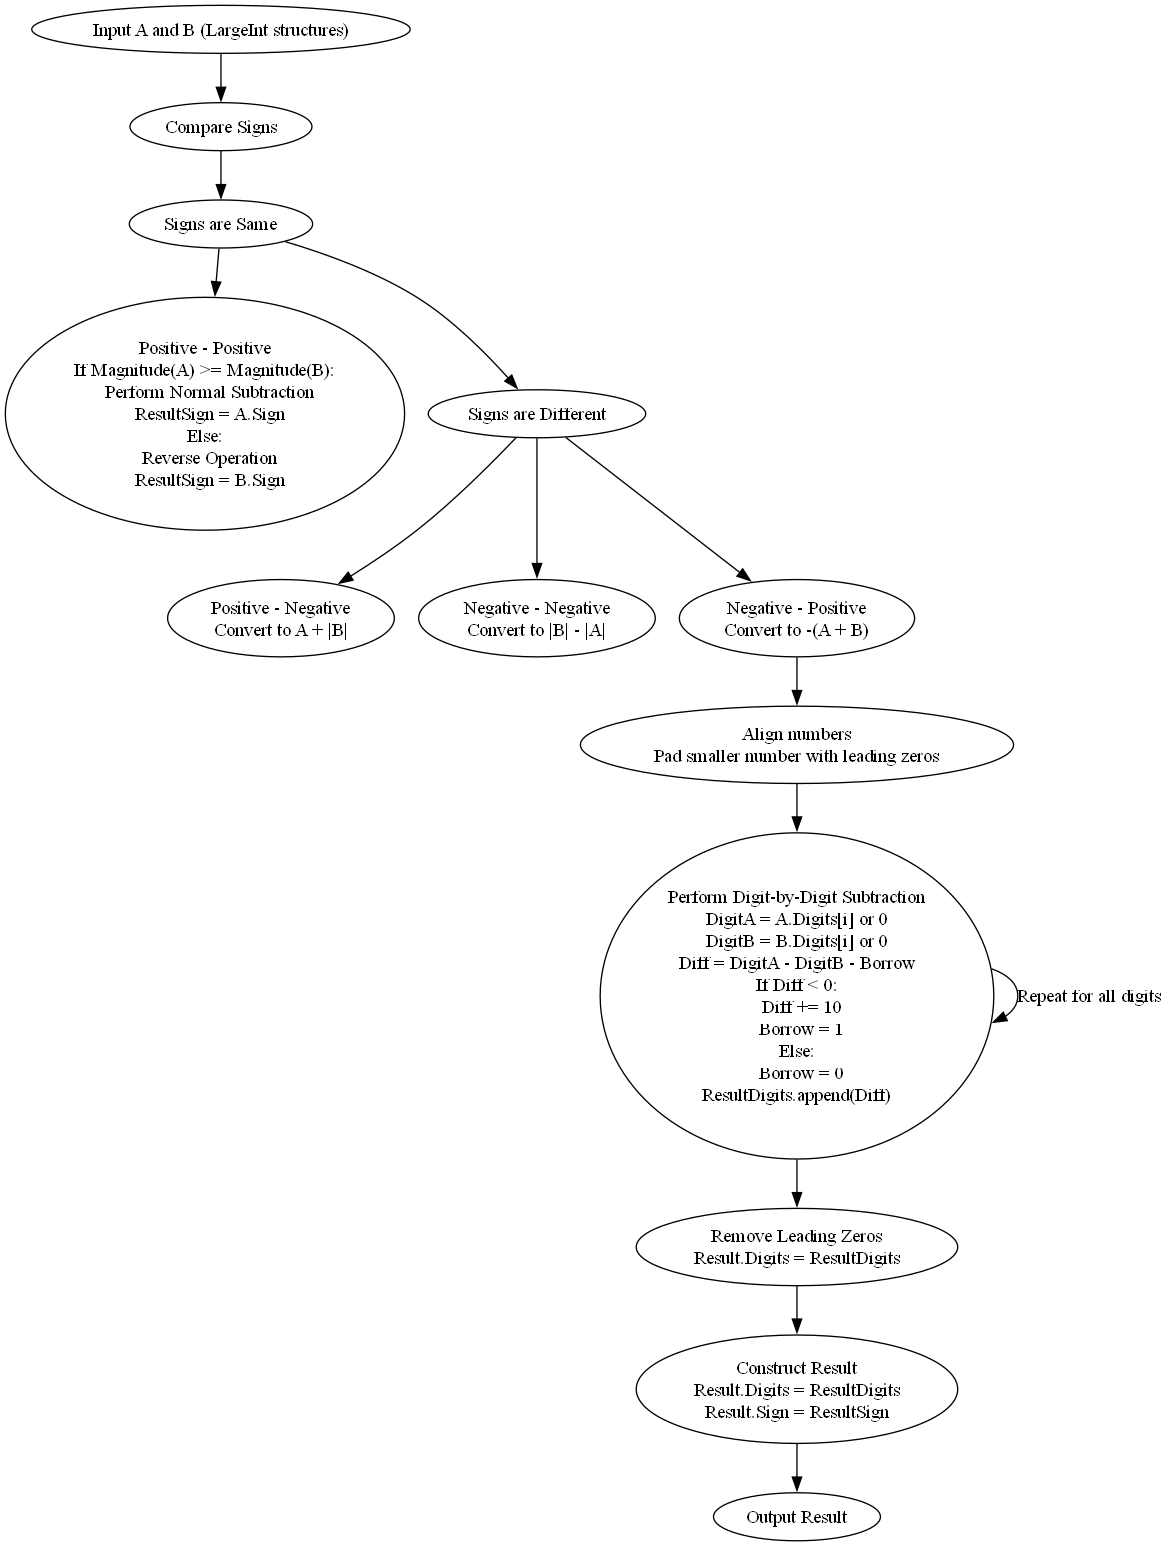 Input A and B (LargeInt structures)
Compare Signs
Signs are Same
Positive - Positive
If Magnitude(A) >= Magnitude(B):
Perform Normal Subtraction
ResultSign = A.Sign
Else:
Reverse Operation
ResultSign = B.Sign
Signs are Different
Positive - Negative
Convert to A + |B|
Negative - Negative
Convert to |B| - |A|
Negative - Positive
Convert to -(A + B)
Align numbers
Pad smaller number with leading zeros
Perform Digit-by-Digit Subtraction
DigitA = A.Digits[i] or 0
DigitB = B.Digits[i] or 0
Diff = DigitA - DigitB - Borrow
If Diff < 0:
Diff += 10
Borrow = 1
Else:
Borrow = 0
ResultDigits.append(Diff)
Repeat for all digits
Remove Leading Zeros
Result.Digits = ResultDigits
Construct Result
Result.Digits = ResultDigits
Result.Sign = ResultSign
Output Result